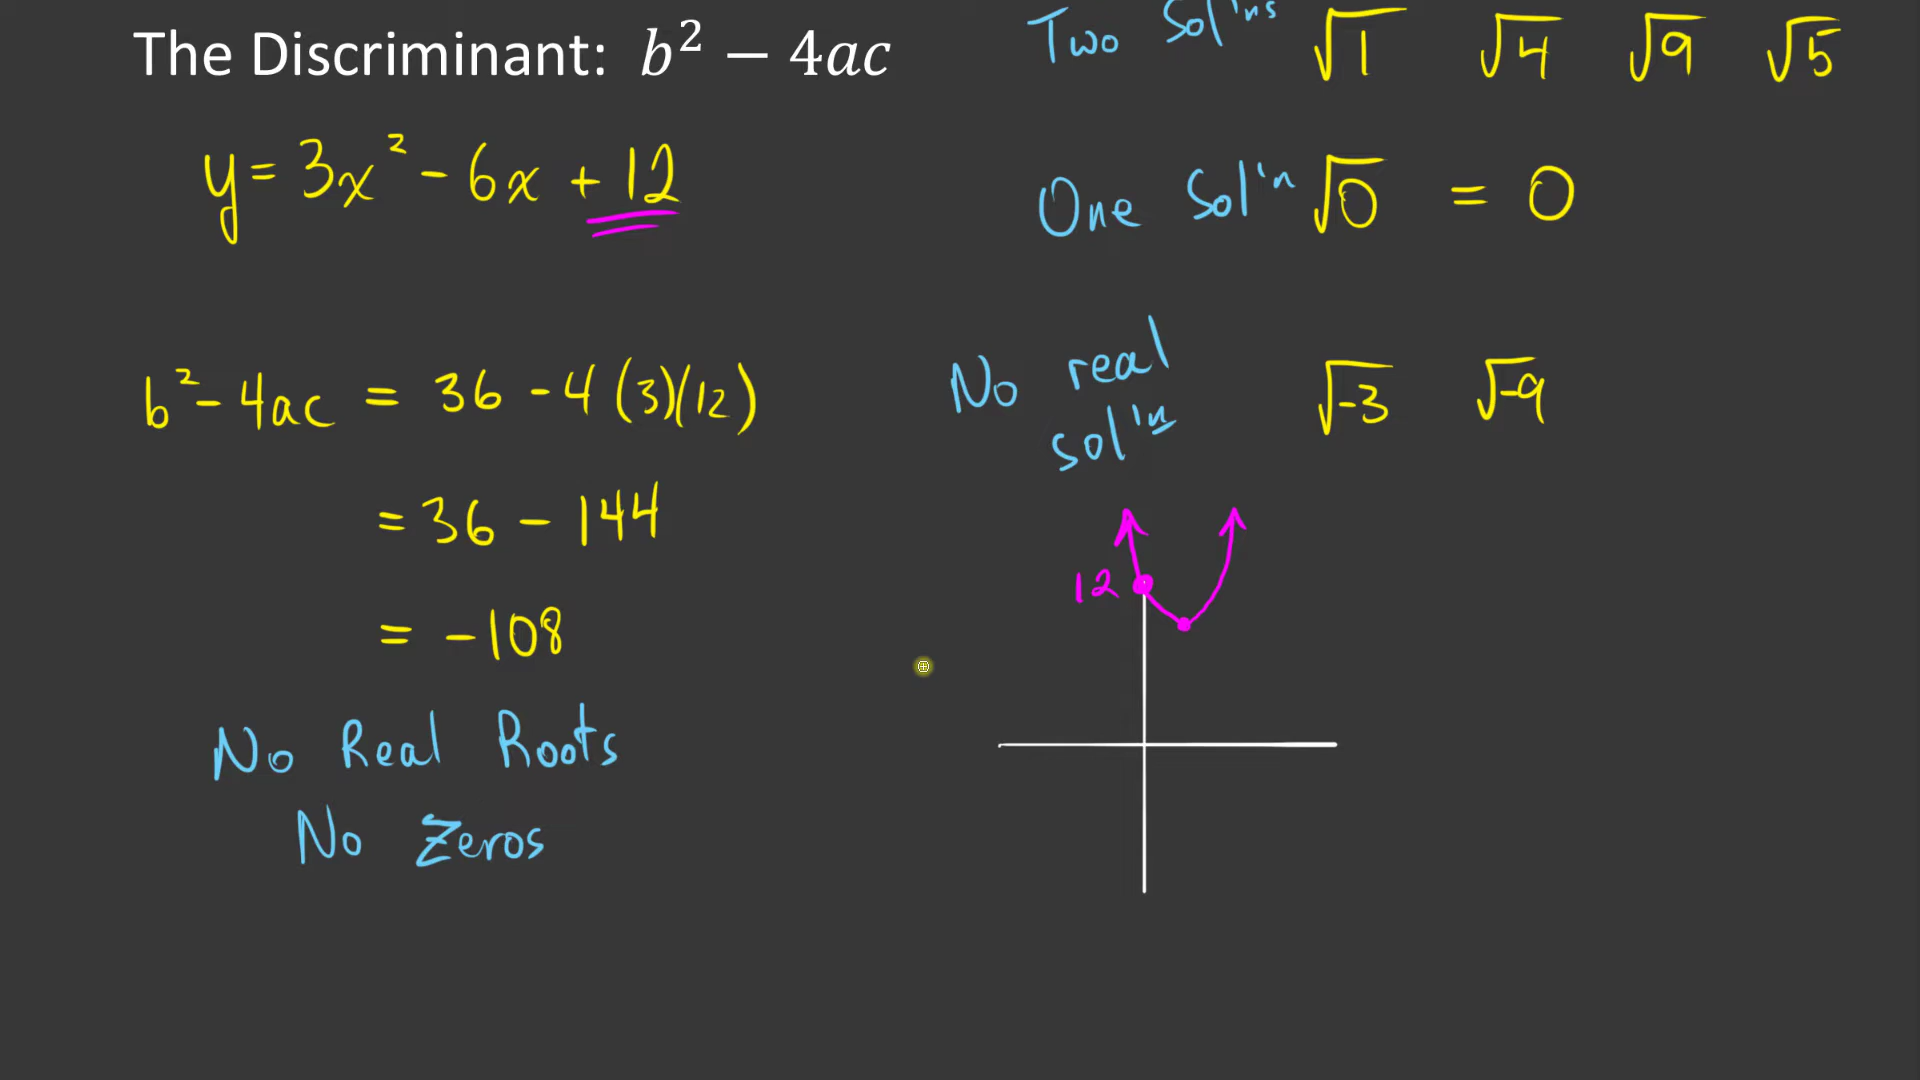 The Discriminant: b² − 4ac
y = 3x² - 6x + 12
b² - 4ac = 36 - 4(3)(12)
= 36 - 144
= -108
No Real Roots
No Zeros
Two Sol'ns √1 √4 √9 √5
One Sol'n √0 = 0
No real √-3 √-9
sol'n
12